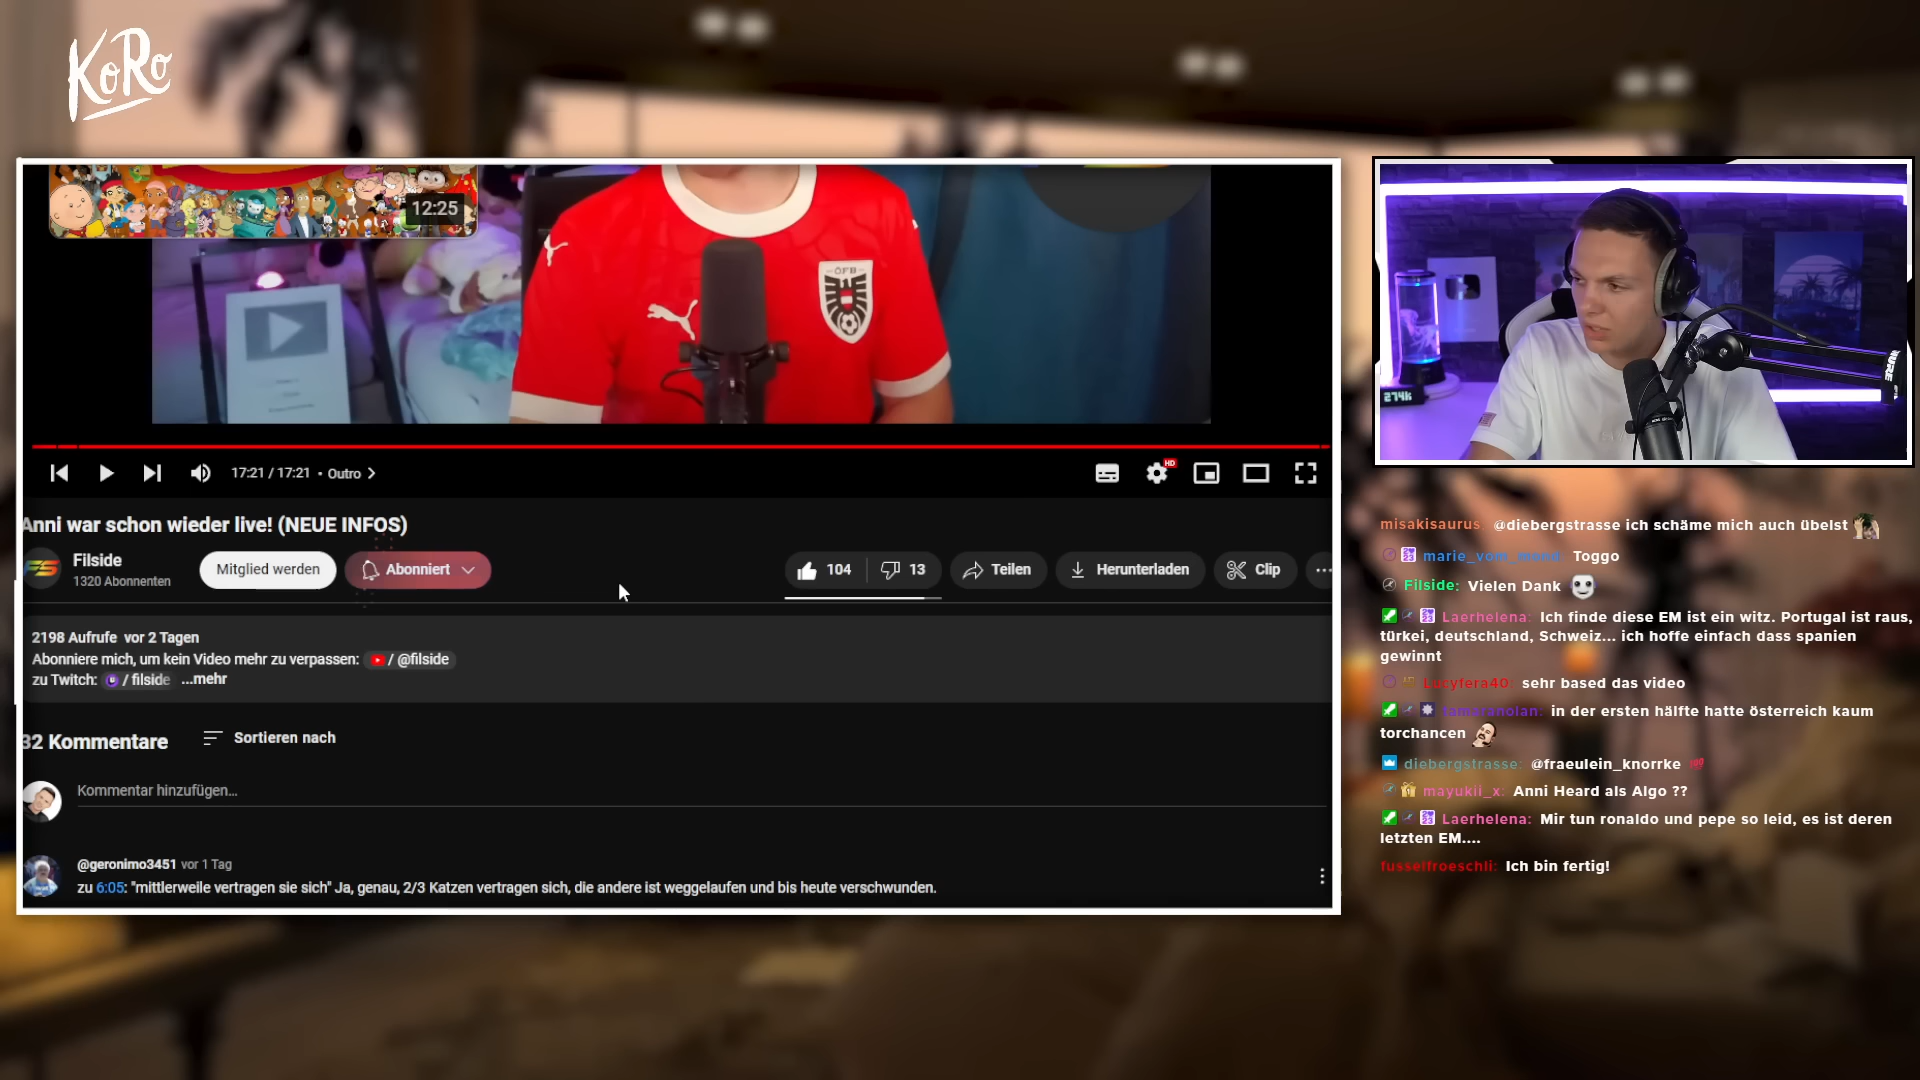 KoRo
12:25
ÖFB
17:21 / 17:21 • Outro
HD
Anni war schon wieder live! (NEUE INFOS)
Filside
1320 Abonnenten
Mitglied werden
Abonniert
104
13
Teilen
Herunterladen
Clip
2198 Aufrufe vor 2 Tagen
Abonniere mich, um kein Video mehr zu verpassen: / @filside
zu Twitch: / filside ...mehr
32 Kommentare
Sortieren nach
Kommentar hinzufügen...
@geronimo3451 vor 1 Tag
zu 6:05: "mittlerweile vertragen sie sich" Ja, genau, 2/3 Katzen vertragen sich, die andere ist weggelaufen und bis heute verschwunden.
274K
misakisaurus: @diebergstrasse ich schäme mich auch übelst
Toggo
Filside: Vielen Dank
Laerhelena: Ich finde diese EM ist ein witz. Portugal ist raus,
türkei, deutschland, Schweiz... ich hoffe einfach dass spanien
gewinnt
Lucyfera40: sehr based das video
tamaranolan: in der ersten hälfte hatte österreich kaum
torchancen
diebergstrasse: @fraeulein_knorrke
mayukii_x: Anni Heard als Algo ??
Laerhelena: Mir tun ronaldo und pepe so leid, es ist deren
letzten EM....
fusselfroeschli: Ich bin fertig!